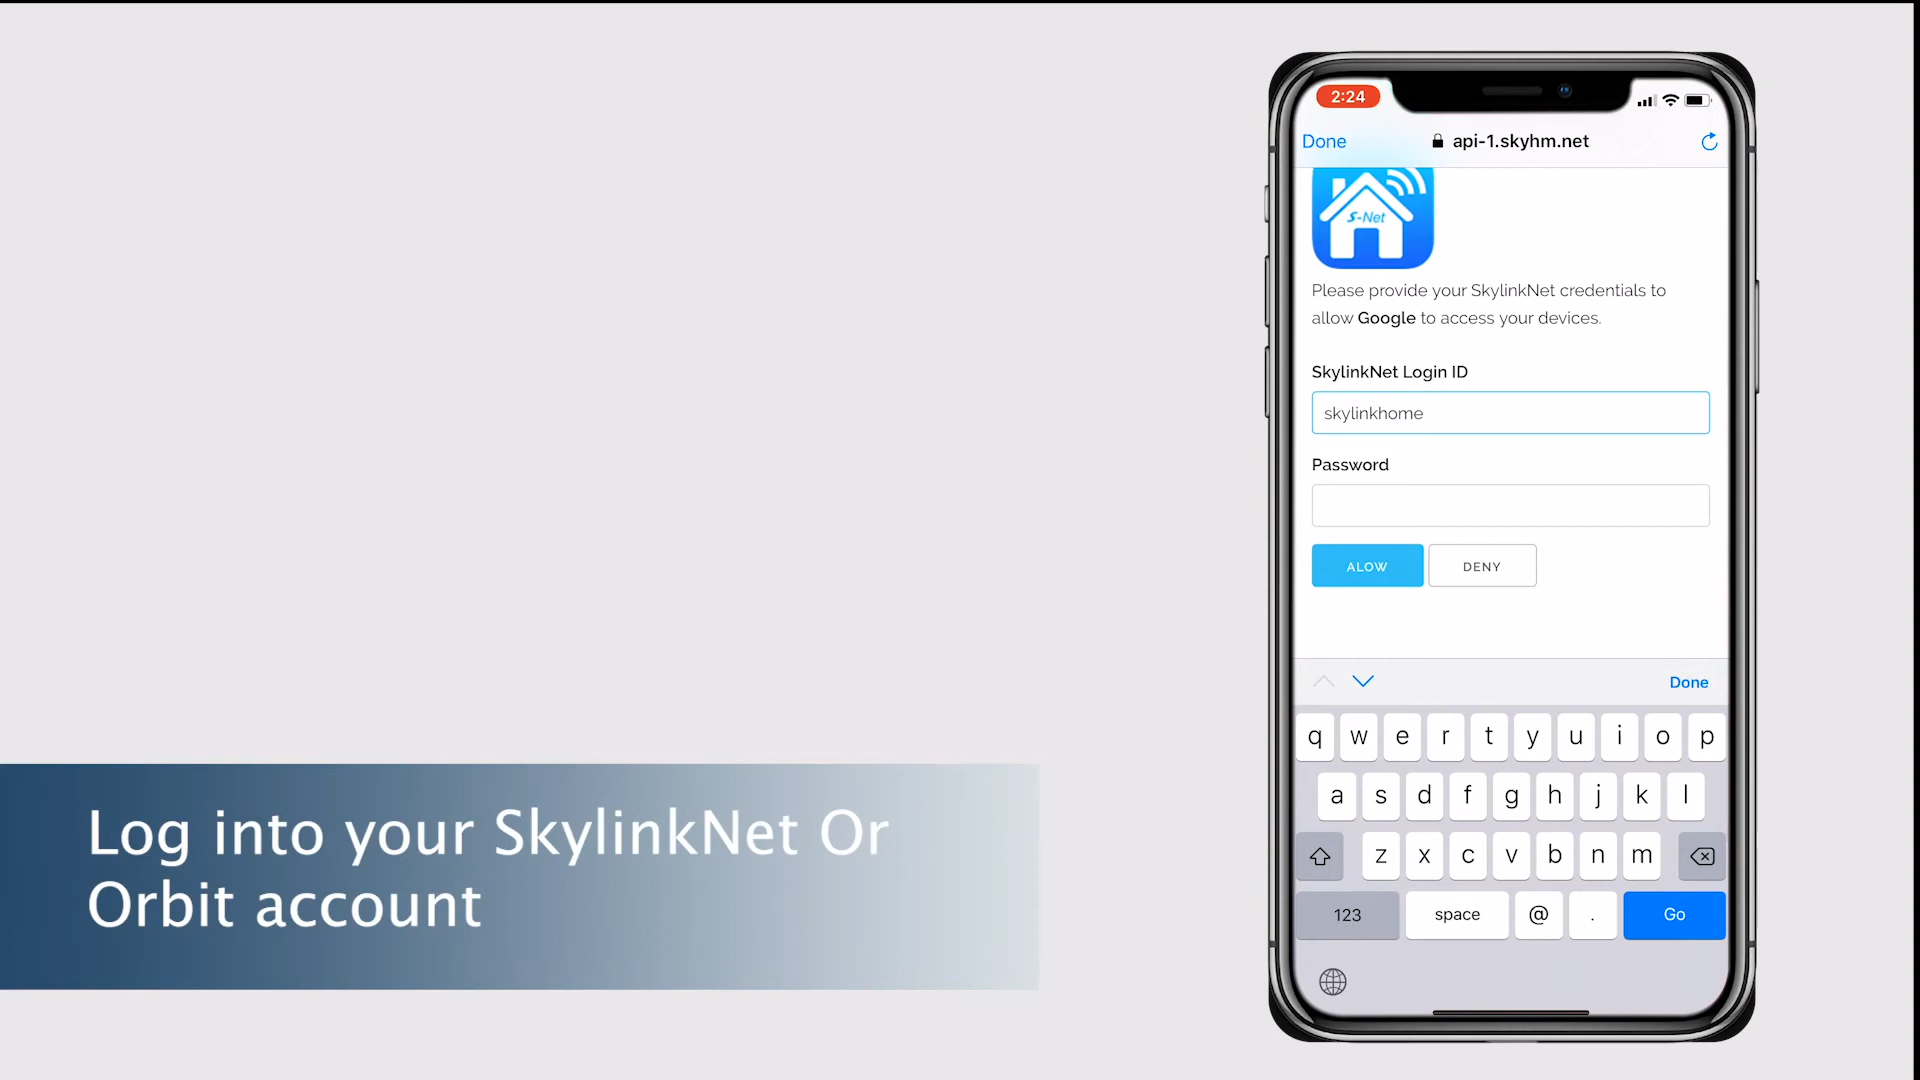 2:24
Done
api-1.skyhm.net
S-Net
Please provide your SkylinkNet credentials to
allow Google to access your devices.
SkylinkNet Login ID
skylinkhome
Password
ALOW DENY
Done
q w e r t y u i o p
a s d f g h j k l
z x c v b n m
123 space @ . Go
Log into your SkylinkNet Or
Orbit account